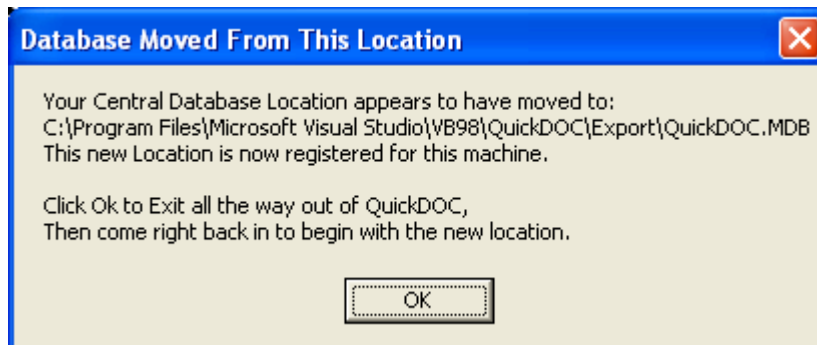 Database Moved From This Location
Your Central Database Location appears to have moved to:
C:\Program Files\Microsoft Visual Studio\VB98\QuickDOC\Export\QuickDOC.MDB
This new Location is now registered for this machine.
Click Ok to Exit all the way out of QuickDOC,
Then come right back in to begin with the new location.
OK